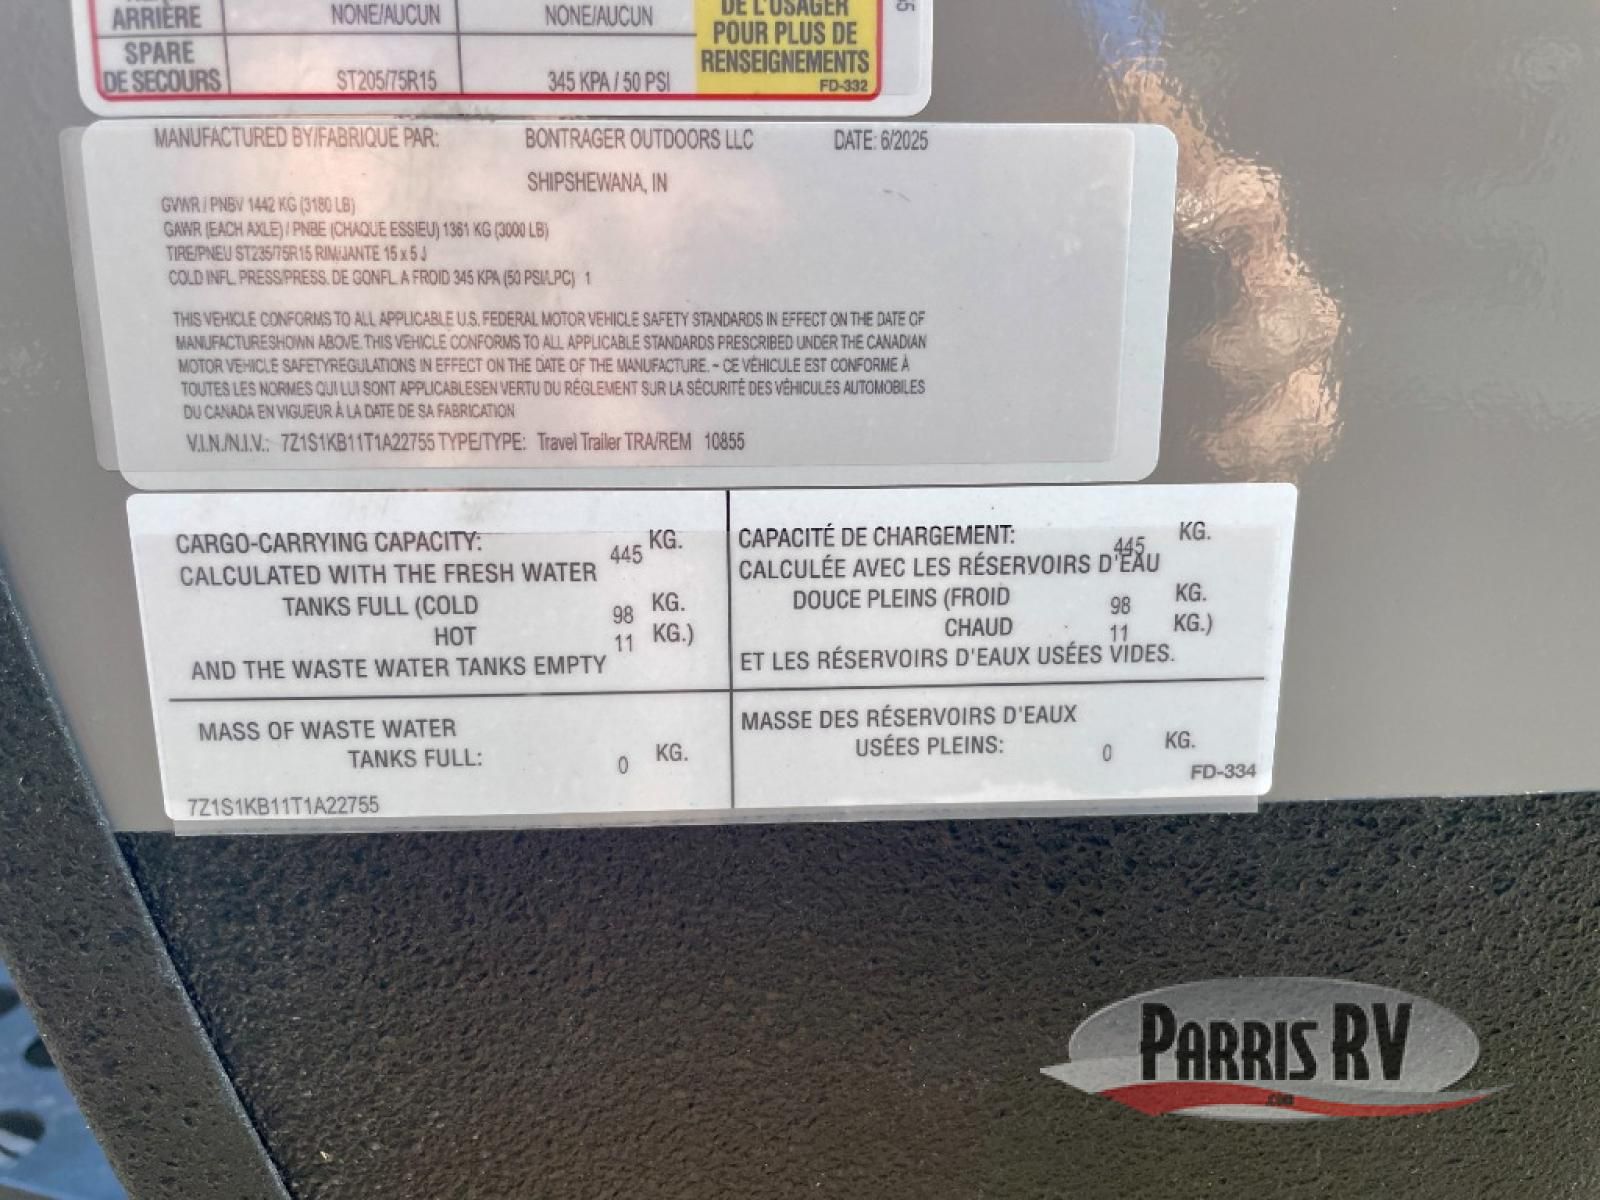 ARRIÈRE NONE/AUCUN NONE/AUCUN
DE L'USAGER
POUR PLUS DE
RENSEIGNEMENTS
SPARE
DE SECOURS ST205/75R15 345 KPA / 50 PSI FD-332
MANUFACTURED BY/FABRIQUE PAR: BONTRAGER OUTDOORS LLC DATE: 6/2025
SHIPSHEWANA, IN
GVWR / PNBV 1442 KG (3180 LB)
GAWR (EACH AXLE) / PNBE (CHAQUE ESSIEU) 1361 KG (3000 LB)
TIRE/PNEU ST235/75R15 RIM/JANTE 15 x 5 J
COLD INFL. PRESS/PRESS. DE GONFL. A FROID 345 KPA (50 PSI/LPC) 1
THIS VEHICLE CONFORMS TO ALL APPLICABLE U.S. FEDERAL MOTOR VEHICLE SAFETY STANDARDS IN EFFECT ON THE DATE OF
MANUFACTURESHOWN ABOVE. THIS VEHICLE CONFORMS TO ALL APPLICABLE STANDARDS PRESCRIBED UNDER THE CANADIAN
MOTOR VEHICLE SAFETYREGULATIONS IN EFFECT ON THE DATE OF THE MANUFACTURE. ~ CE VÉHICULE EST CONFORME À
TOUTES LES NORMES QUI LUI SONT APPLICABLESEN VERTU DU RÉGLEMENT SUR LA SÉCURITÉ DES VÉHICULES AUTOMOBILES
DU CANADA EN VIGUEUR À LA DATE DE SA FABRICATION
V.I.N./N.I.V.: 7Z1S1KB11T1A22755 TYPE/TYPE: Travel Trailer TRA/REM 10855
CARGO-CARRYING CAPACITY: 445 KG.
CALCULATED WITH THE FRESH WATER
TANKS FULL (COLD 98 KG.
HOT 11 KG.)
AND THE WASTE WATER TANKS EMPTY
CAPACITÉ DE CHARGEMENT: 445 KG.
CALCULÉE AVEC LES RÉSERVOIRS D'EAU
DOUCE PLEINS (FROID 98 KG.
CHAUD 11 KG.)
ET LES RÉSERVOIRS D'EAUX USÉES VIDES.
MASS OF WASTE WATER
TANKS FULL: 0 KG.
MASSE DES RÉSERVOIRS D'EAUX
USÉES PLEINS: 0 KG.
FD-334
7Z1S1KB11T1A22755
PARRIS RV
.com